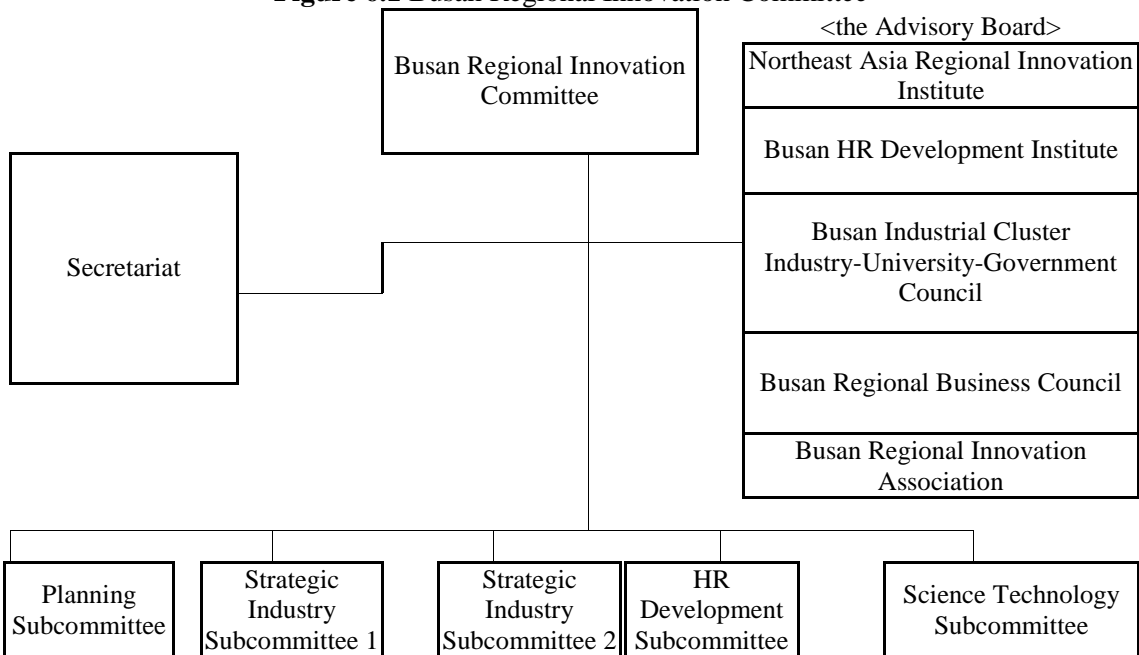 Figure Busan Regional Innovation Committee
<the Advisory Board>
Busan Regional Innovation
Committee
Northeast Asia Regional Innovation
Institute
Busan HR Development Institute
Secretariat
Busan Industrial Cluster
Industry-University-Government
Council
Busan Regional Business Council
Busan Regional Innovation
Association
Planning
Subcommittee
Strategic
Industry
Subcommittee 1
Strategic
Industry
Subcommittee 2
HR
Development
Subcommittee
Science Technology
Subcommittee